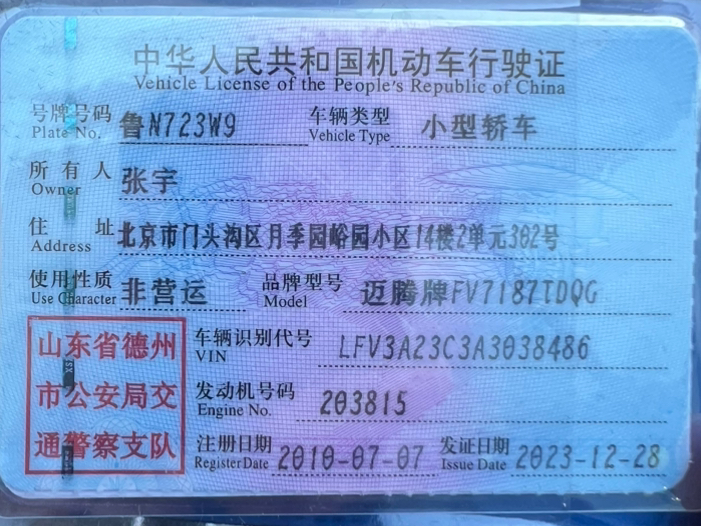 中华人民共和国机动车行驶证
Vehicle License of the People's Republic of China
号牌号码 鲁N723W9 车辆类型 小型轿车
Plate No. Vehicle Type
所有人 张宇
Owner
住址 北京市门头沟区月季园峪园小区14楼2单元302号
Address
使用性质 非营运 品牌型号 迈腾牌FV7187TDQG
Use Character Model
山东省德州
市公安局交
通警察支队
车辆识别代号 LFV3A23C3A3038486
VIN
发动机号码 203815
Engine No.
注册日期 2010-07-07 发证日期 2023-12-28
Register Date Issue Date